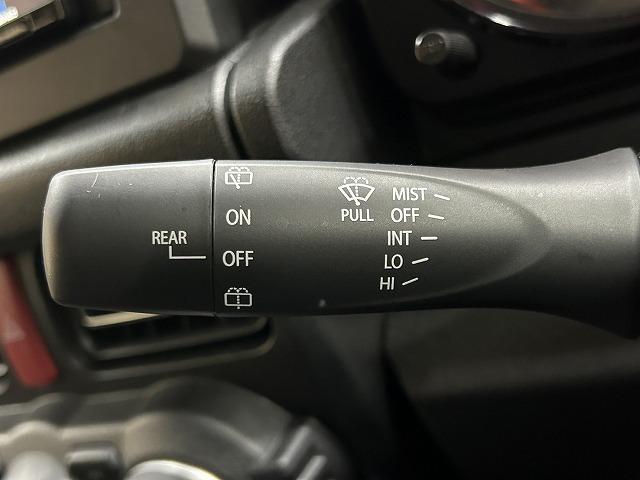 REAR
ON
OFF
PULL
MIST
OFF
INT
LO
HI